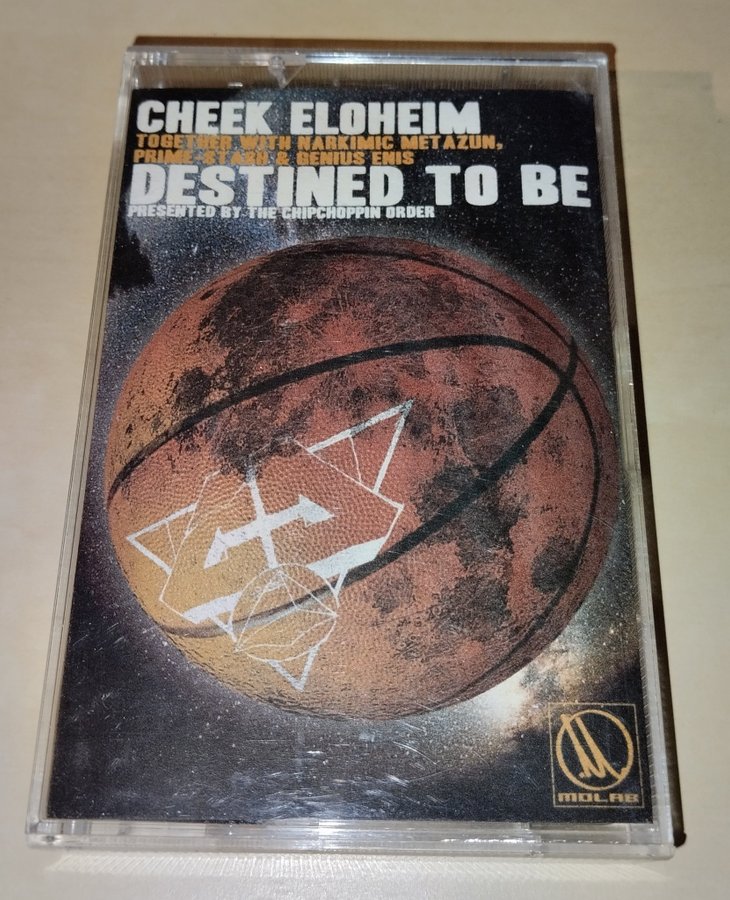 CHEEK ELOHEIM
TOGETHER WITH NARKIMIC METAZUN,
PRIME-STAZH & GENIUS ENIS
DESTINED TO BE
PRESENTED BY THE CHIPCHOPPIN ORDER
MOLAB